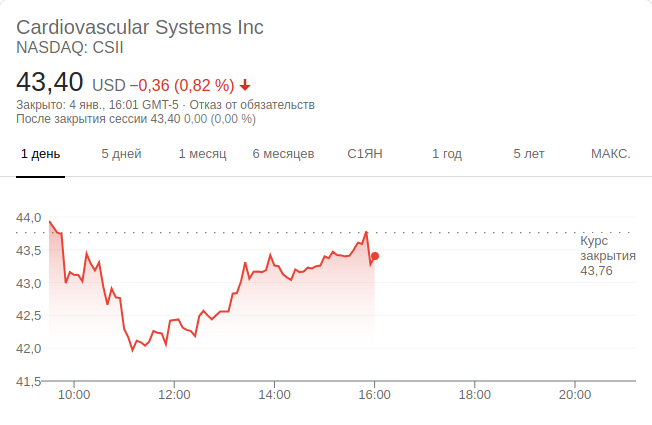 Cardiovascular Systems Inc
NASDAQ: CSII
43,40 USD −0,36 (0,82 %)
Закрыто: 4 янв., 16:01 GMT-5 · Отказ от обязательств
После закрытия сессии 43,40 0,00 (0,00 %)
1 день 5 дней 1 месяц 6 месяцев С1ЯН 1 год 5 лет МАКС.
44,0
Курс
закрытия
43,76
43,5
43,0
42,5
42,0
41,5
10:00 12:00 14:00 16:00 18:00 20:00